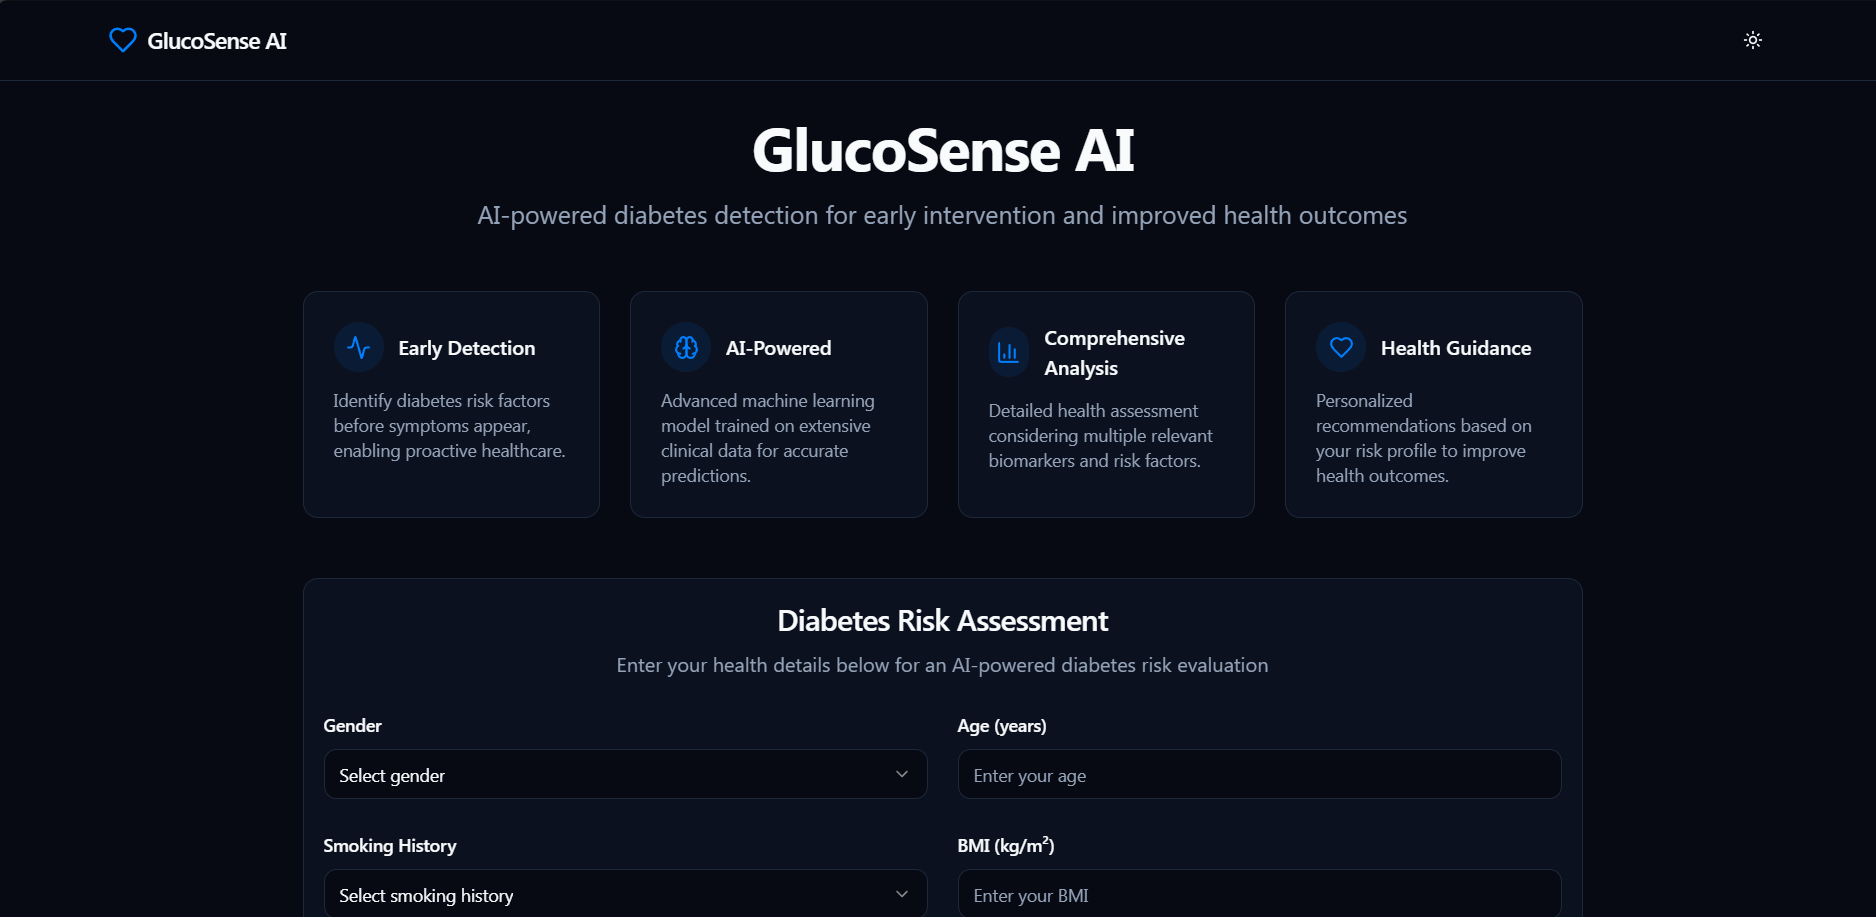 GlucoSense AI
GlucoSense AI
AI-powered diabetes detection for early intervention and improved health outcomes
Early Detection
Identify diabetes risk factors
before symptoms appear,
enabling proactive healthcare.
AI-Powered
Advanced machine learning
model trained on extensive
clinical data for accurate
predictions.
Comprehensive
Analysis
Detailed health assessment
considering multiple relevant
biomarkers and risk factors.
Health Guidance
Personalized
recommendations based on
your risk profile to improve
health outcomes.
Diabetes Risk Assessment
Enter your health details below for an AI-powered diabetes risk evaluation
Gender
Select gender
Age (years)
Enter your age
Smoking History
Select smoking history
BMI (kg/m²)
Enter your BMI